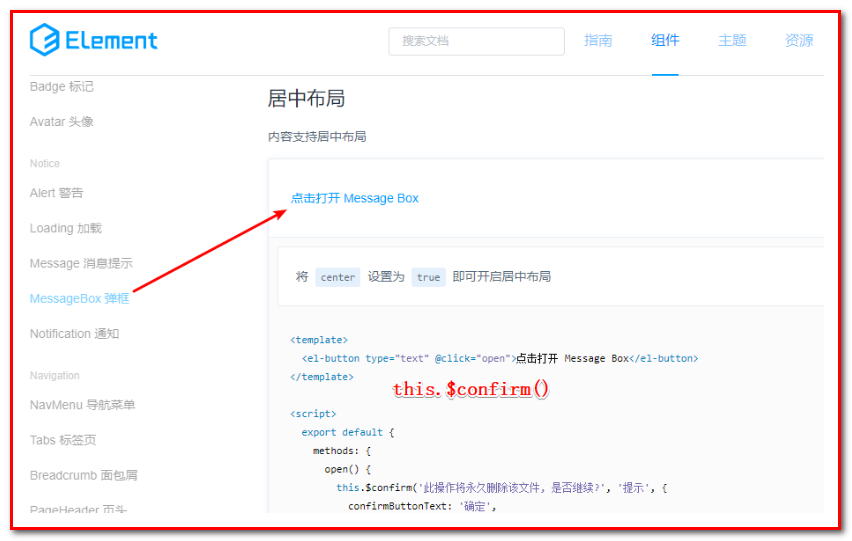 Element
搜索文档
指南
组件
主题
资源
Badge 标记
Avatar 头像
Notice
Alert 警告
Loading 加载
Message 消息提示
MessageBox 弹框
Notification 通知
Navigation
NavMenu 导航菜单
Tabs 标签页
Breadcrumb 面包屑
PageHeader 页头
居中布局
内容支持居中布局
点击打开 Message Box
将 center 设置为 true 即可开启居中布局
<template>
<el-button type="text" @click="open">点击打开 Message Box</el-button>
</template>
this.$confirm()
<script>
export default {
methods: {
open() {
this.$confirm('此操作将永久删除该文件, 是否继续?', '提示', {
confirmButtonText: '确定',